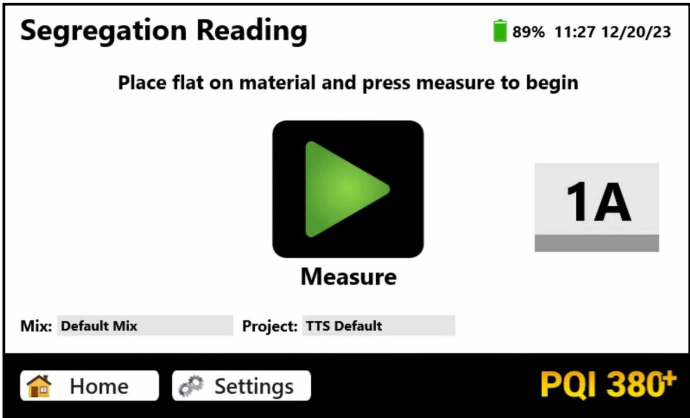 Segregation Reading
89% 11:27 12/20/23
Place flat on material and press measure to begin
1A
Measure
Mix: Default Mix Project: TTS Default
Home Settings PQI 380+